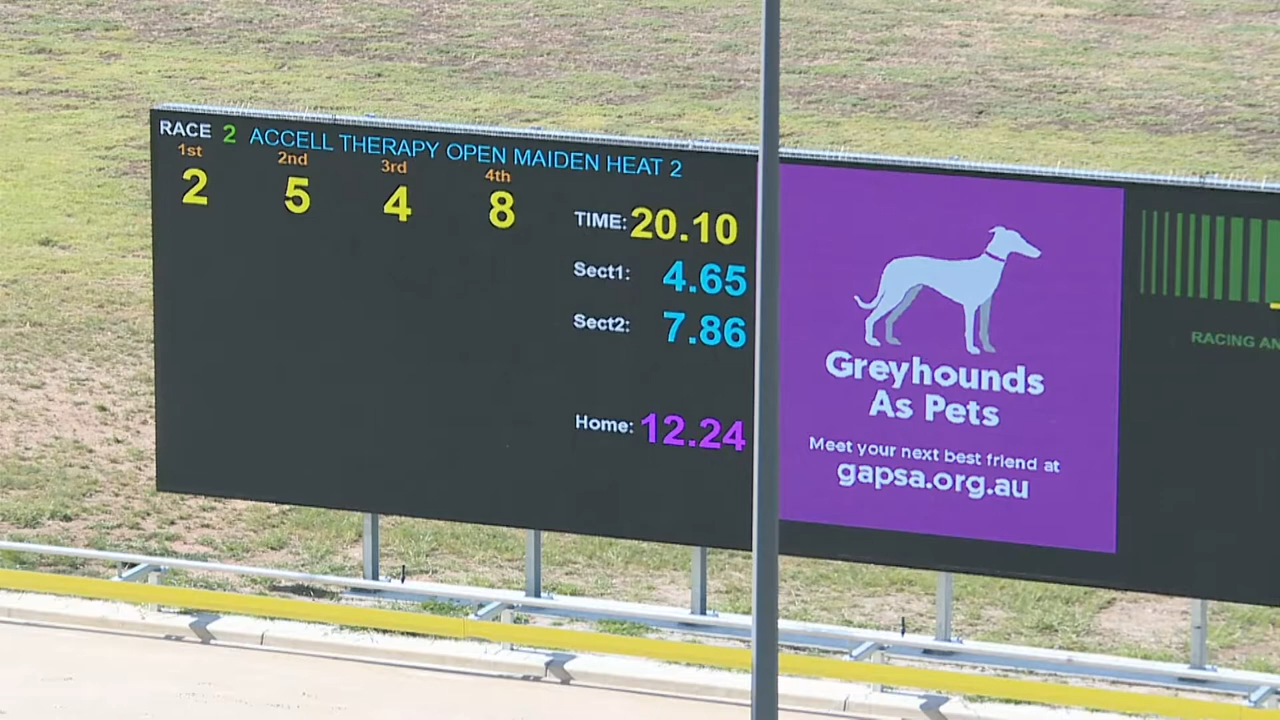 RACE 2 ACCELL THERAPY OPEN MAIDEN HEAT 2
1st 2nd 3rd 4th
2 5 4 8
TIME: 20.10
Sect1: 4.65
Sect2: 7.86
Home: 12.24
Greyhounds
As Pets
Meet your next best friend at
gapsa.org.au
RACING AN